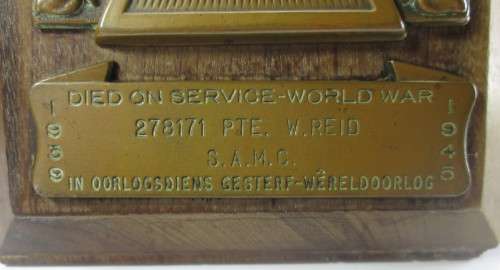 DIED ON SERVICE-WORLD WAR
1939
1945
278171 PTE. W. REID
S.A.M.C.
IN OORLOGSDIENS GESTERF-WÊRELDOORLOG